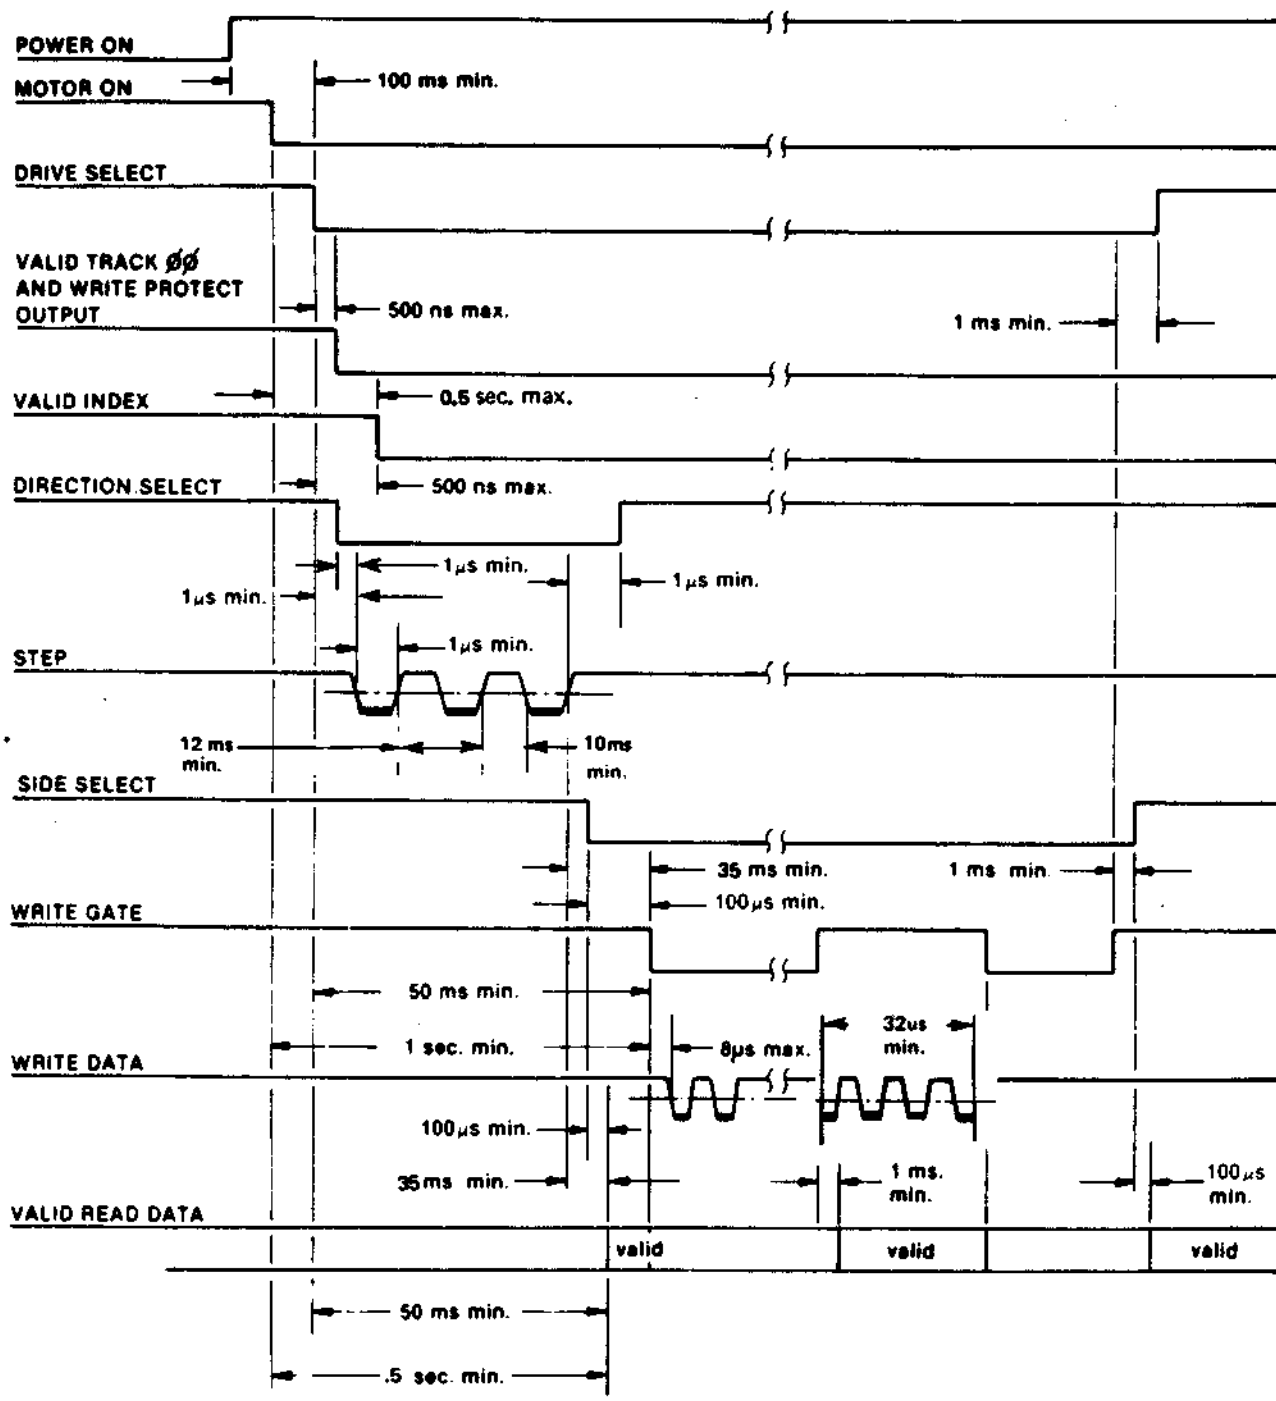 POWER ON
100 ms min.
MOTOR ON
DRIVE SELECT
VALID TRACK ØØ
AND WRITE PROTECT
OUTPUT
500 ns max.
1 ms min.
VALID INDEX
0.5 sec. max.
DIRECTION SELECT
500 ns max.
1µs min.
1µs min.
1µs min.
STEP
1µs min.
12 ms
min.
10ms
min.
SIDE SELECT
35 ms min.
1 ms min.
100µs min.
WRITE GATE
50 ms min.
32us
min.
1 sec. min.
8µs max.
WRITE DATA
100µs min.
35ms min.
1 ms.
min.
100µs
min.
VALID READ DATA
valid
valid
valid
50 ms min.
.5 sec. min.